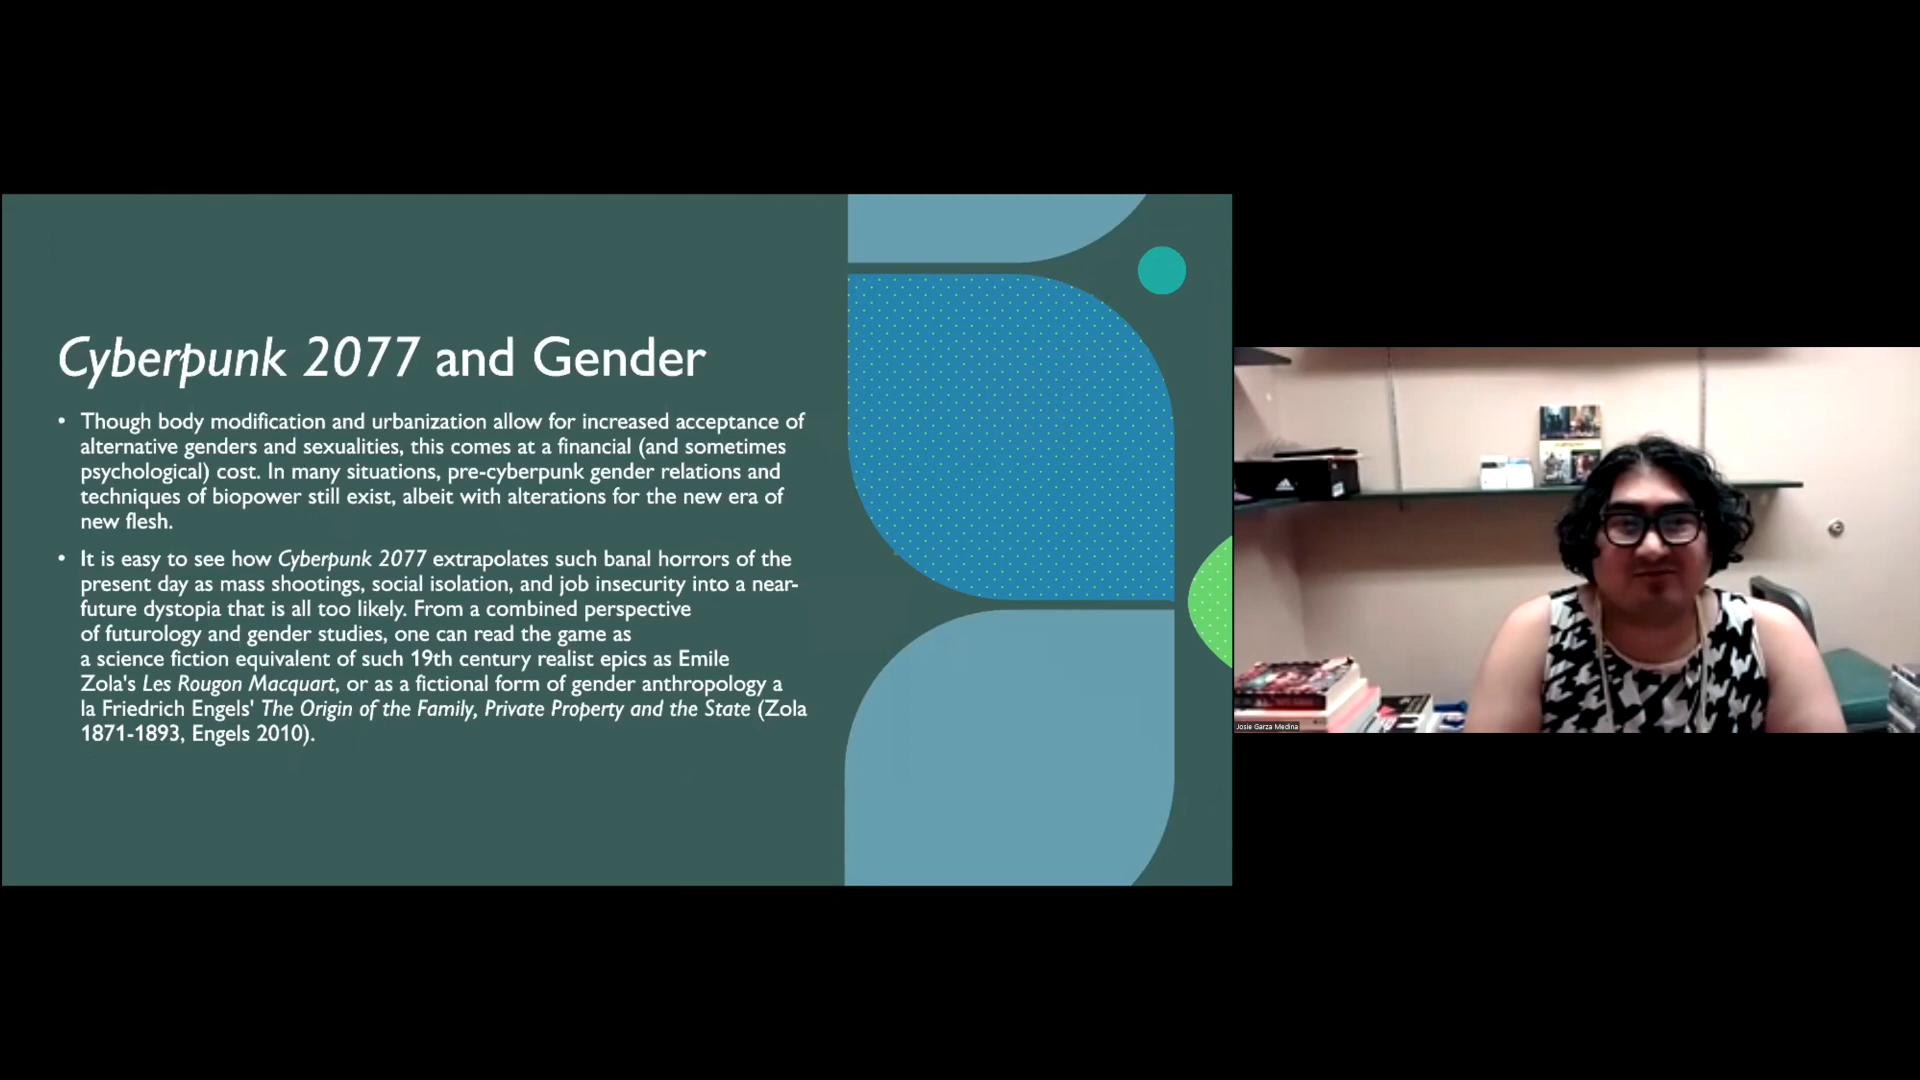 Cyberpunk 2077 and Gender
• Though body modification and urbanization allow for increased acceptance of
alternative genders and sexualities, this comes at a financial (and sometimes
psychological) cost. In many situations, pre-cyberpunk gender relations and
techniques of biopower still exist, albeit with alterations for the new era of
new flesh.
• It is easy to see how Cyberpunk 2077 extrapolates such banal horrors of the
present day as mass shootings, social isolation, and job insecurity into a near-
future dystopia that is all too likely. From a combined perspective
of futurology and gender studies, one can read the game as
a science fiction equivalent of such 19th century realist epics as Emile
Zola's Les Rougon Macquart, or as a fictional form of gender anthropology a
la Friedrich Engels' The Origin of the Family, Private Property and the State (Zola
1871-1893, Engels 2010).
Josie Garza Medina